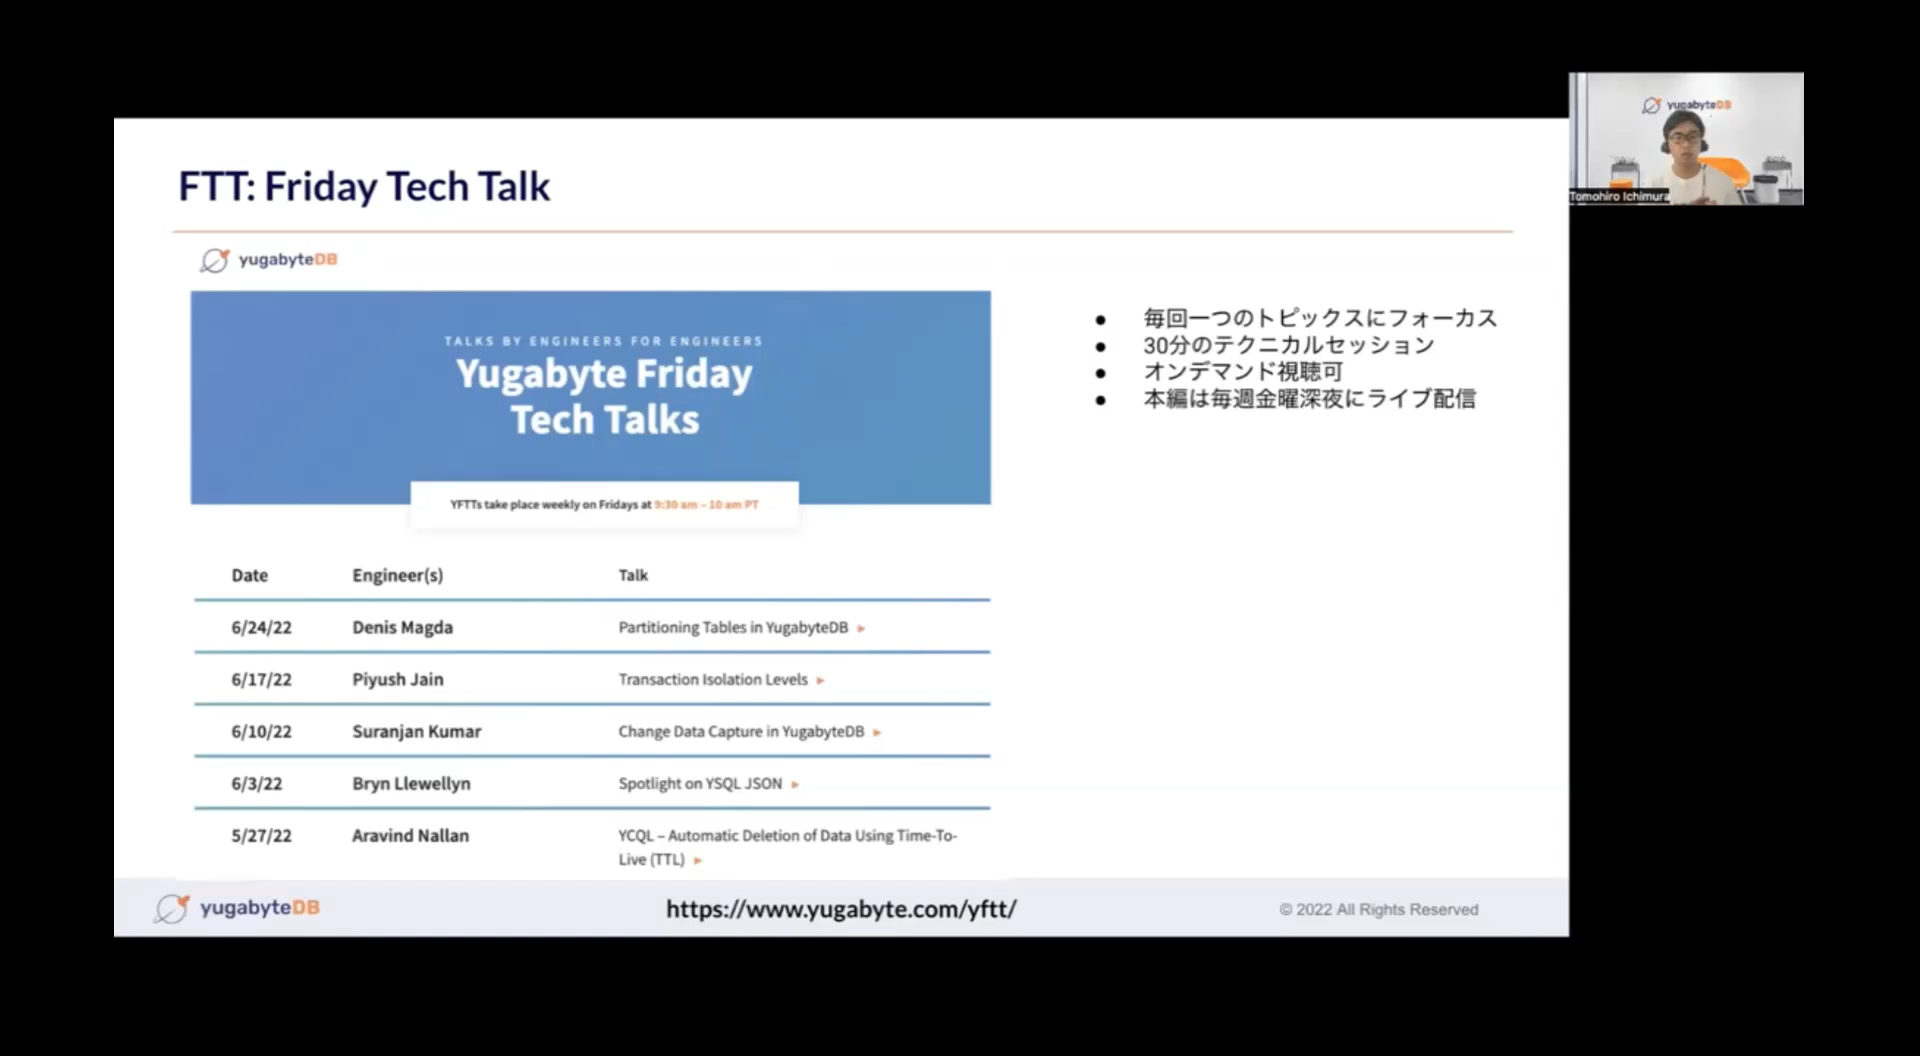 FTT: Friday Tech Talk
yugabyteDB
TALKS BY ENGINEERS FOR ENGINEERS
Yugabyte Friday
Tech Talks
YFTTs take place weekly on Fridays at 9:30 am – 10 am PT
Date Engineer(s) Talk
6/24/22 Denis Magda Partitioning Tables in YugabyteDB
6/17/22 Piyush Jain Transaction Isolation Levels
6/10/22 Suranjan Kumar Change Data Capture in YugabyteDB
6/3/22 Bryn Llewellyn Spotlight on YSQL JSON
5/27/22 Aravind Nallan YCQL – Automatic Deletion of Data Using Time-To-
Live (TTL)
● 毎回一つのトピックスにフォーカス
● 30分のテクニカルセッション
● オンデマンド視聴可
● 本編は毎週金曜深夜にライブ配信
yugabyteDB
https://www.yugabyte.com/yftt/
© 2022 All Rights Reserved
yugabyteDB
Tomohiro Ichimura